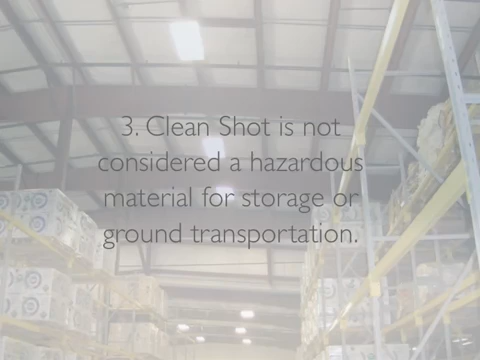 3. Clean Shot is not
considered a hazardous
material for storage or
ground transportation.